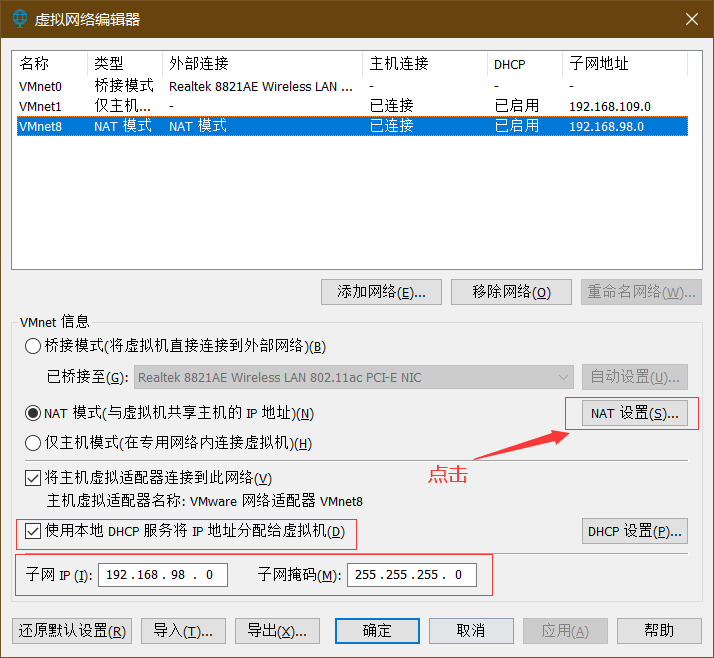 虚拟网络编辑器
名称 类型 外部连接 主机连接 DHCP 子网地址
VMnet0 桥接模式 Realtek 8821AE Wireless LAN ... - - -
VMnet1 仅主机... - 已连接 已启用 192.168.109.0
VMnet8 NAT 模式 NAT 模式 已连接 已启用 192.168.98.0
添加网络(E)... 移除网络(O) 重命名网络(W)...
VMnet 信息
桥接模式(将虚拟机直接连接到外部网络)(B)
已桥接至(G): Realtek 8821AE Wireless LAN 802.11ac PCI-E NIC 自动设置(U)...
NAT 模式(与虚拟机共享主机的 IP 地址)(N) NAT 设置(S)...
仅主机模式(在专用网络内连接虚拟机)(H)
点击
将主机虚拟适配器连接到此网络(V)
主机虚拟适配器名称: VMware 网络适配器 VMnet8
使用本地 DHCP 服务将 IP 地址分配给虚拟机(D) DHCP 设置(P)...
子网 IP (I): 192.168.98.0 子网掩码(M): 255.255.255.0
还原默认设置(R) 导入(T)... 导出(X)... 确定 取消 应用(A) 帮助